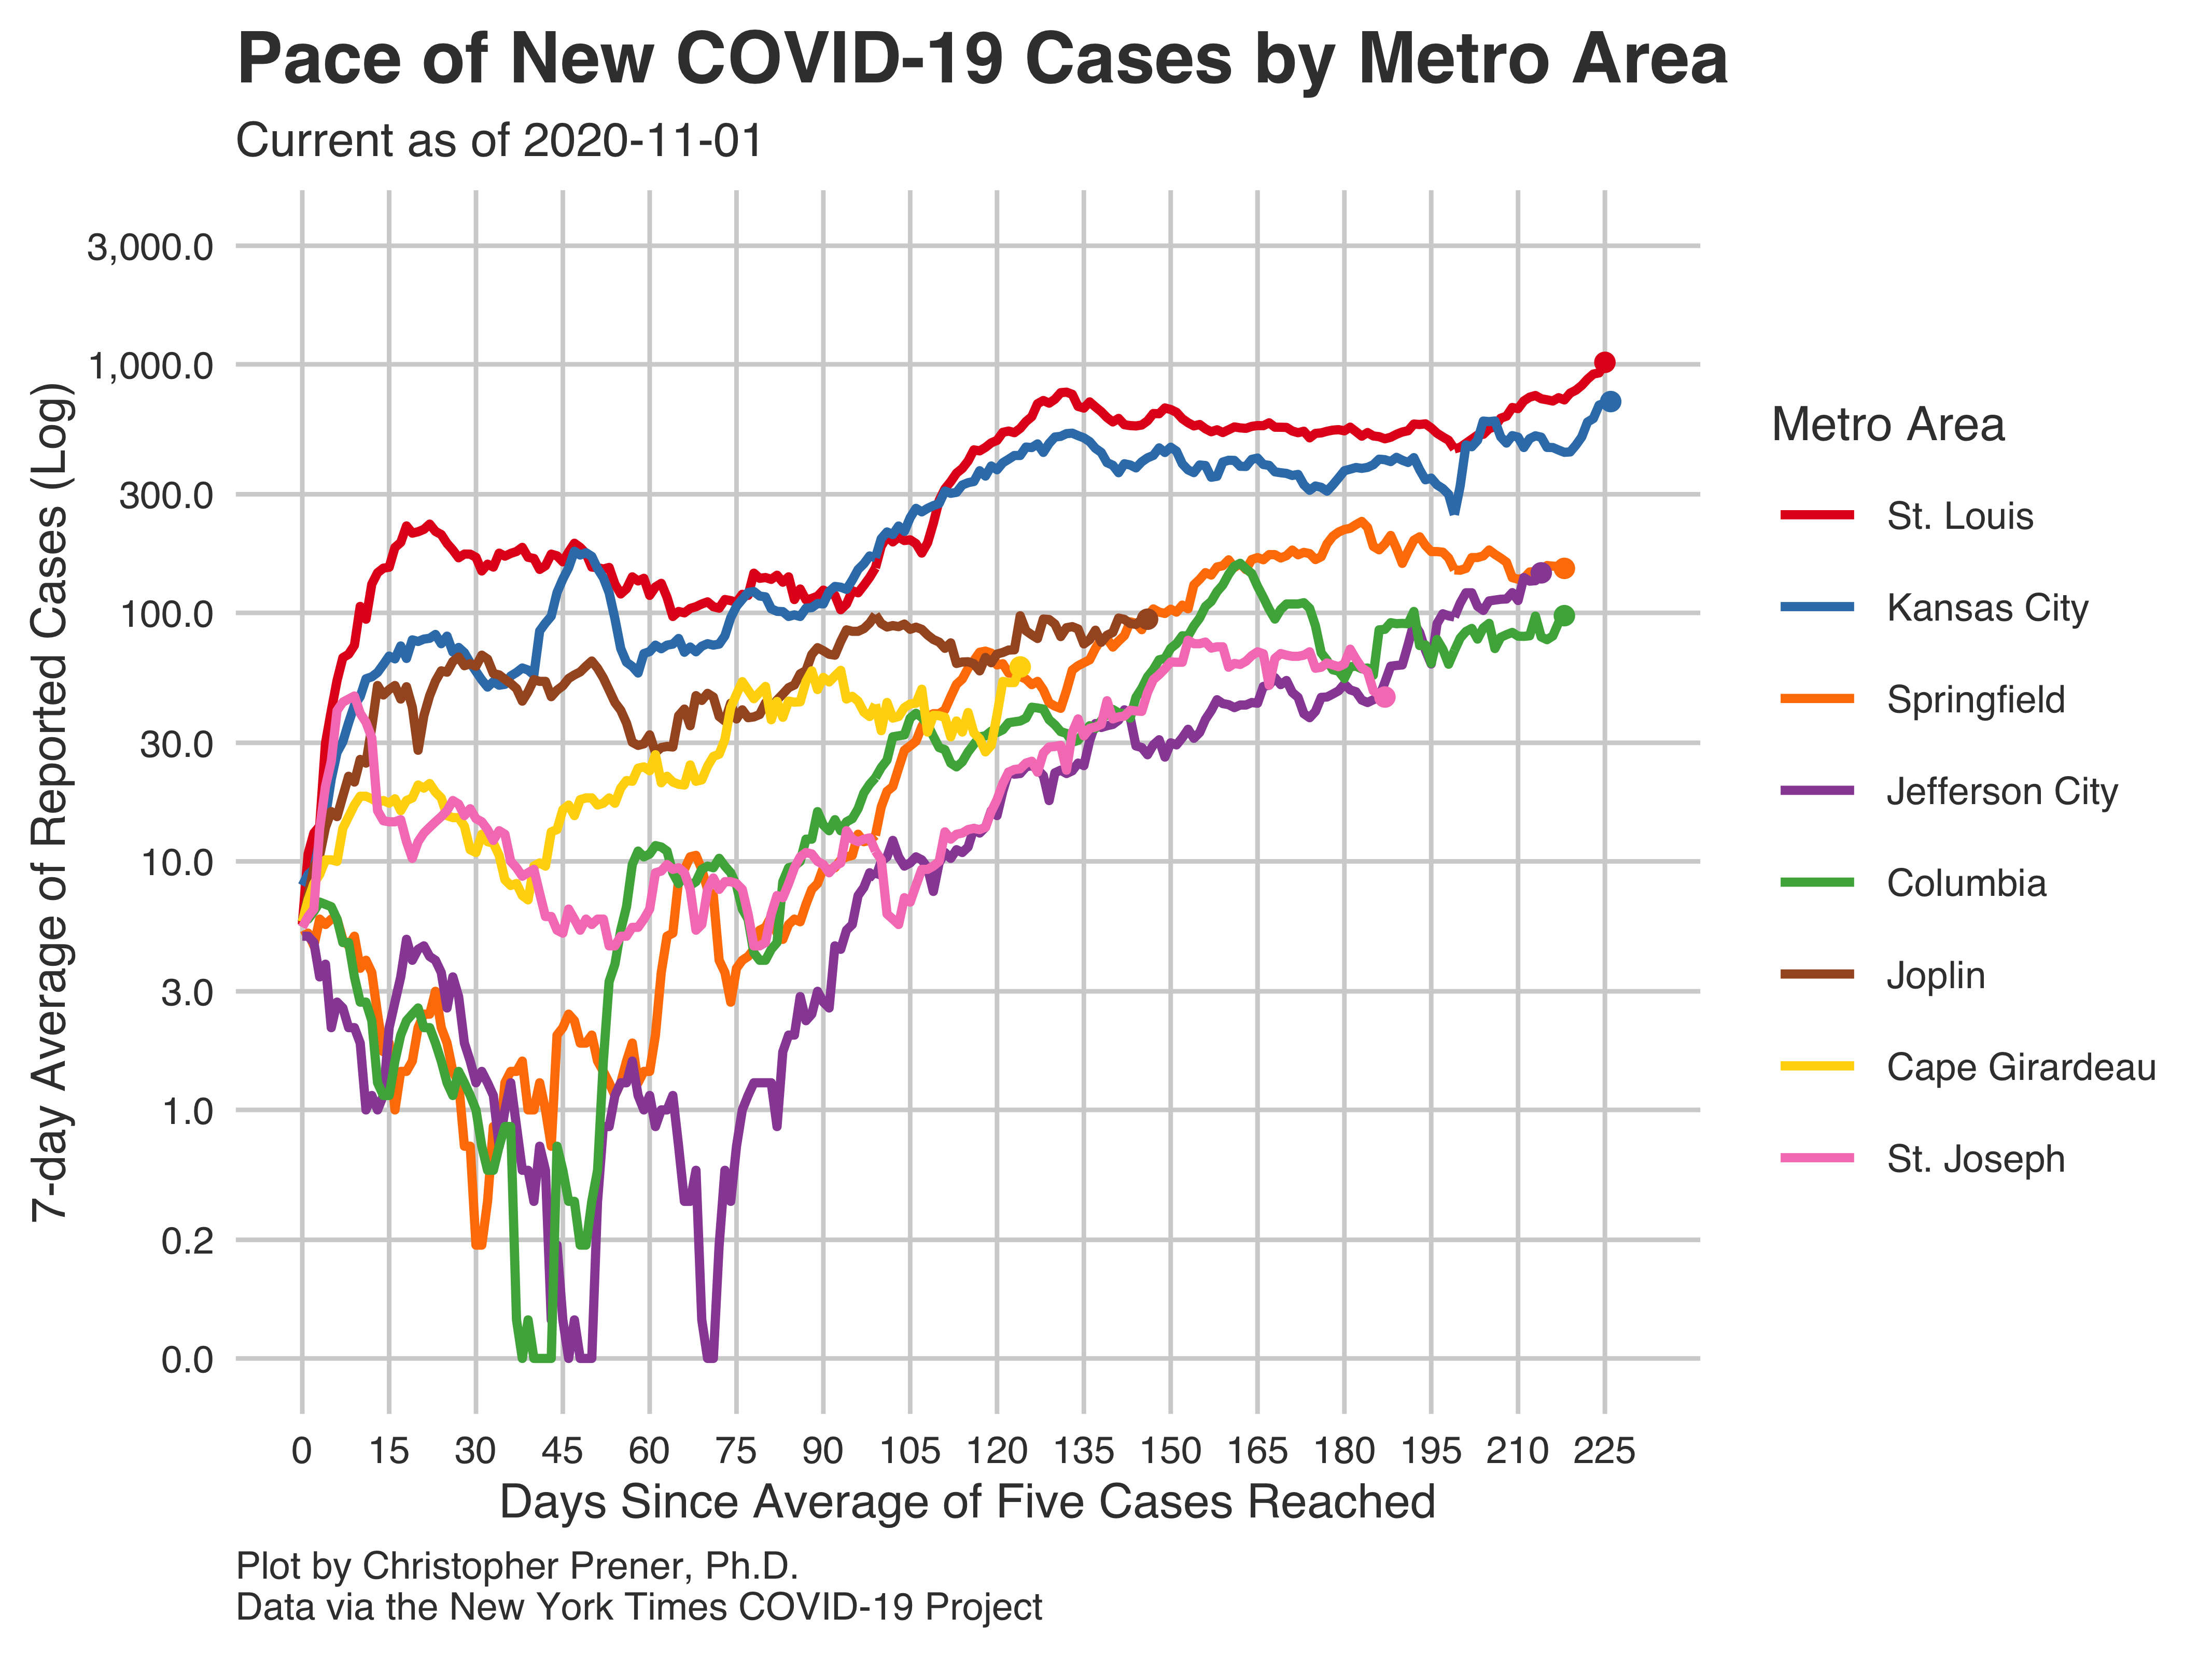 Pace of New COVID-19 Cases by Metro Area
Current as of 2020-11-01
7-day Average of Reported Cases (Log)
3,000.0
1,000.0
300.0
100.0
30.0
10.0
3.0
1.0
0.2
0.0
0 15 30 45 60 75 90 105 120 135 150 165 180 195 210 225
Days Since Average of Five Cases Reached
Metro Area
St. Louis
Kansas City
Springfield
Jefferson City
Columbia
Joplin
Cape Girardeau
St. Joseph
Plot by Christopher Prener, Ph.D.
Data via the New York Times COVID-19 Project